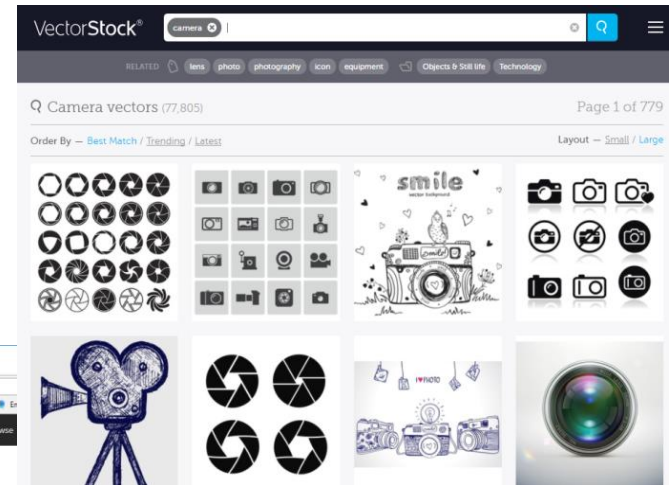 VectorStock®
camera
RELATED lens photo photography icon equipment Objects & Still life Technology
Camera vectors (77,805)
Page 1 of 779
Order By — Best Match / Trending / Latest
Layout — Small / Large
smile
vector background
smile!
I ♥ PHOTO